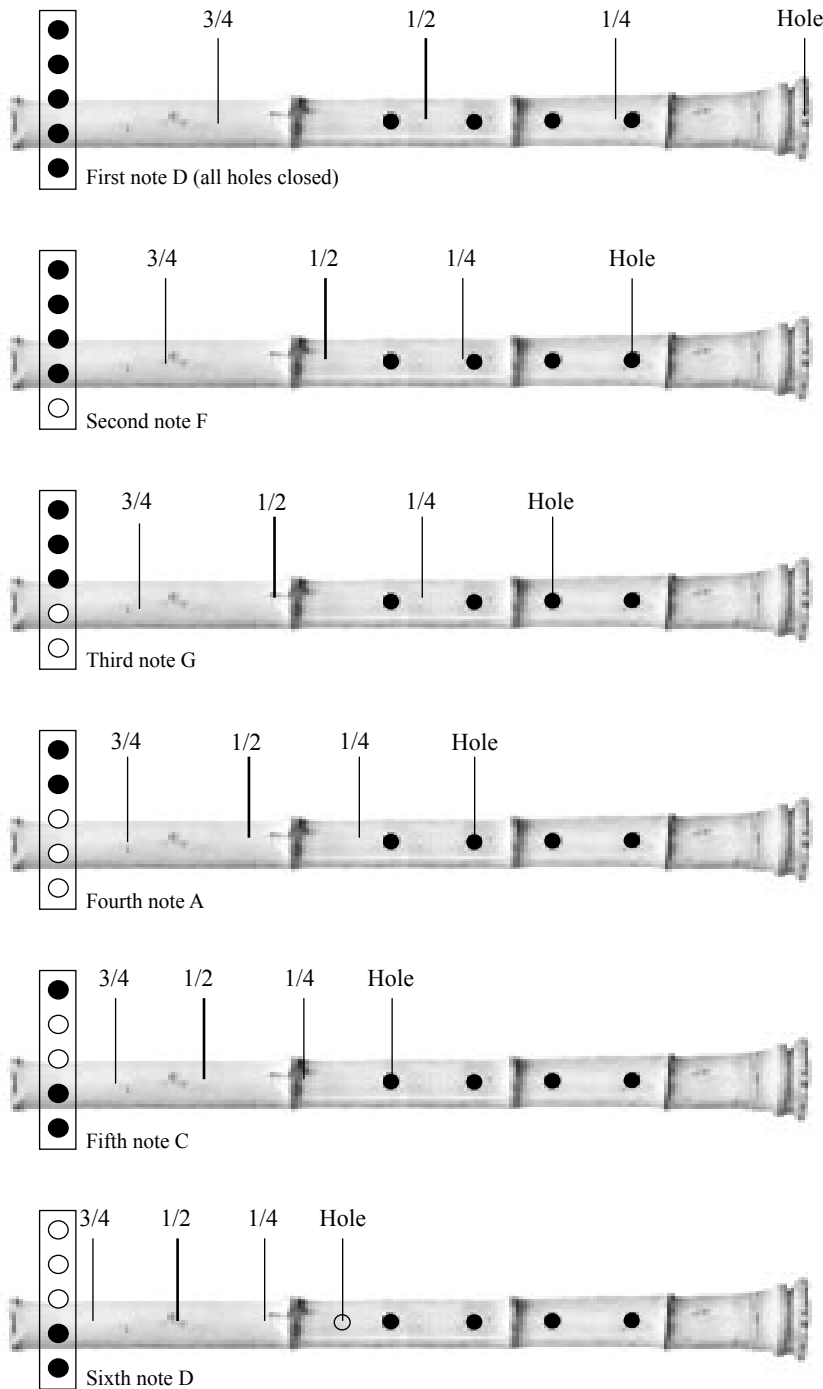 3/4 1/2 1/4 Hole
First note D (all holes closed)
3/4 1/2 1/4 Hole
Second note F
3/4 1/2 1/4 Hole
Third note G
3/4 1/2 1/4 Hole
Fourth note A
3/4 1/2 1/4 Hole
Fifth note C
3/4 1/2 1/4 Hole
Sixth note D